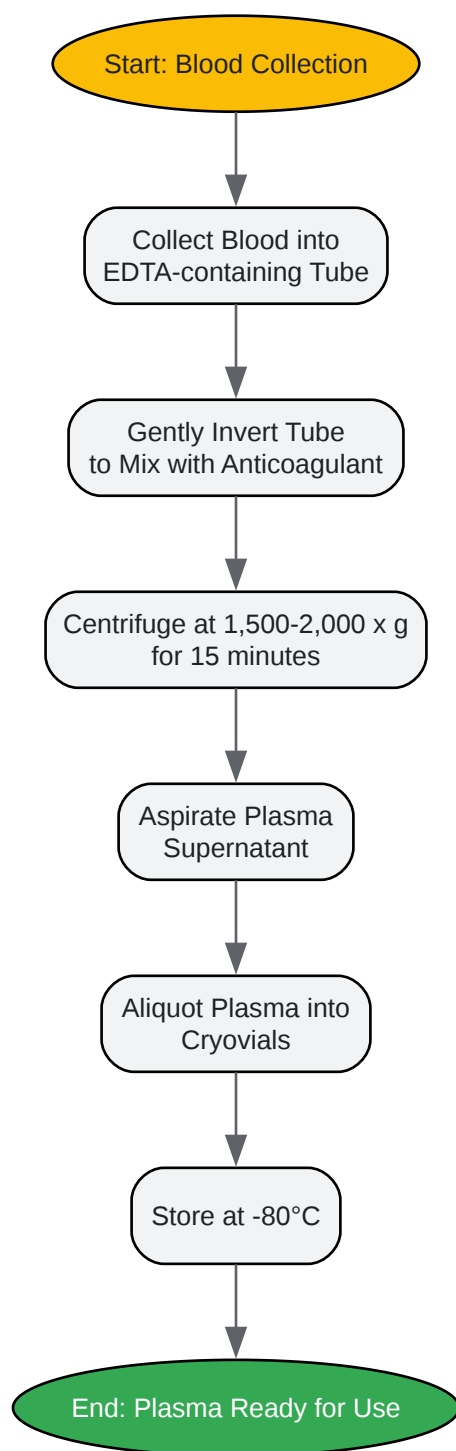 Start: Blood Collection
Collect Blood into
EDTA-containing Tube
Gently Invert Tube
to Mix with Anticoagulant
Centrifuge at 1,500-2,000 x g
for 15 minutes
Aspirate Plasma
Supernatant
Aliquot Plasma into
Cryovials
Store at -80°C
End: Plasma Ready for Use